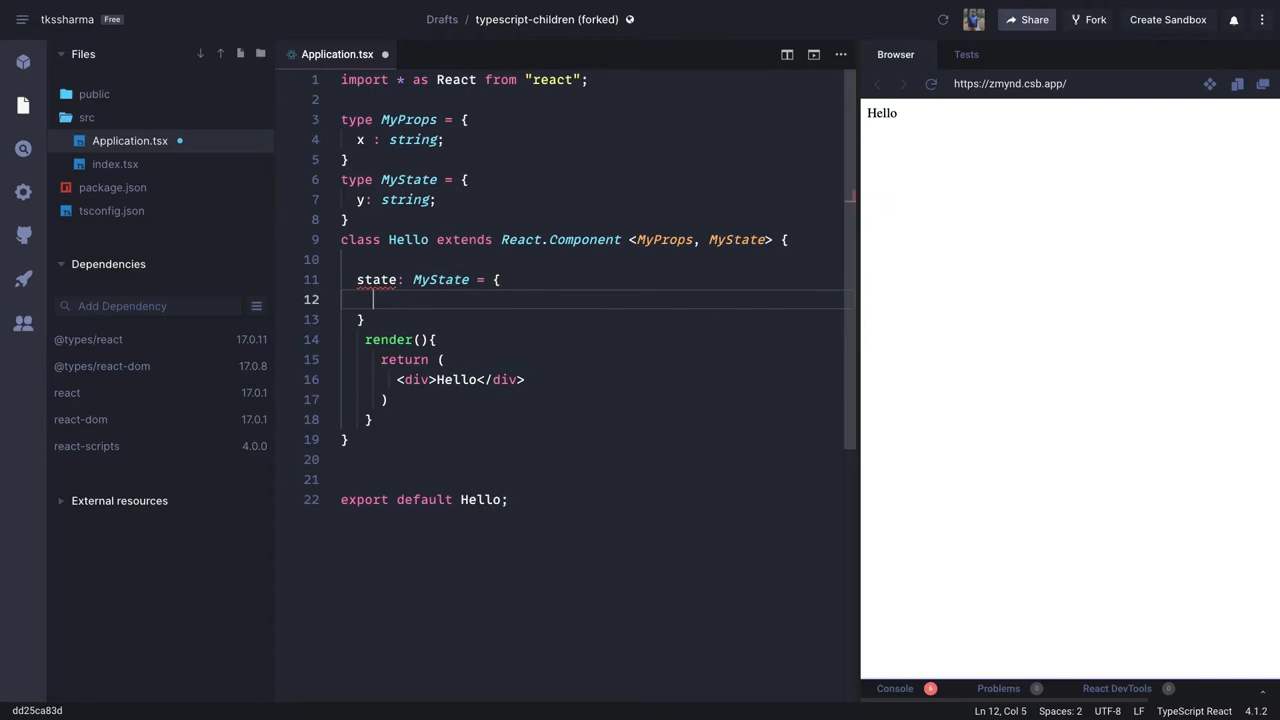 tkssharma Free Drafts / typescript-children (forked) Share Fork Create Sandbox
Files
public
src
Application.tsx
index.tsx
package.json
tsconfig.json
Dependencies
Add Dependency
@types/react 17.0.11
@types/react-dom 17.0.8
react 17.0.1
react-dom 17.0.1
react-scripts 4.0.0
External resources
Application.tsx
1 import * as React from "react";
2
3 type MyProps = {
4 x : string;
5 }
6 type MyState = {
7 y: string;
8 }
9 class Hello extends React.Component <MyProps, MyState> {
10
11 state: MyState = {
12
13 }
14 render(){
15 return (
16 <div>Hello</div>
17 )
18 }
19 }
20
21
22 export default Hello;
Browser Tests
https://zmynd.csb.app/
Hello
Console 6 Problems 0 React DevTools 0
dd25ca83d Ln 12, Col 5 Spaces: 2 UTF-8 LF TypeScript React 4.1.2